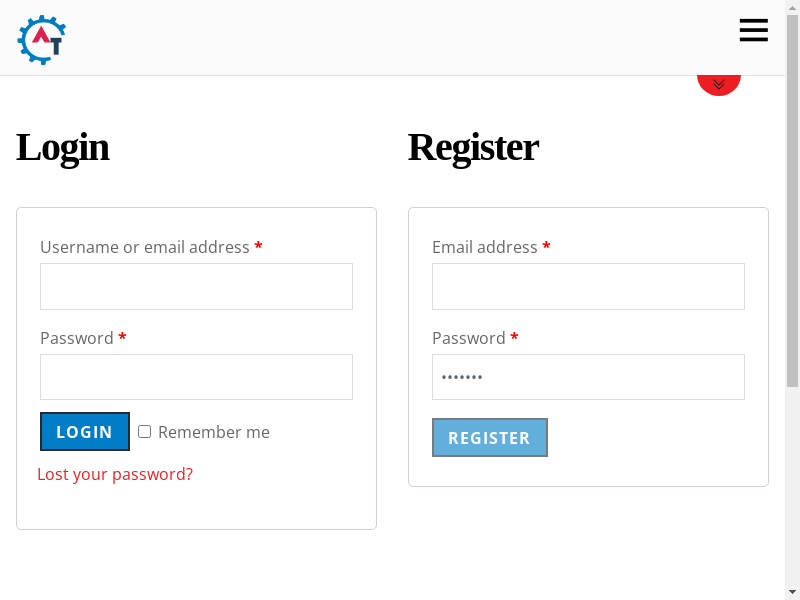 AT
Login
Register
Username or email address *
Password *
LOGIN
Remember me
Lost your password?
Email address *
Password *
•••••••
REGISTER